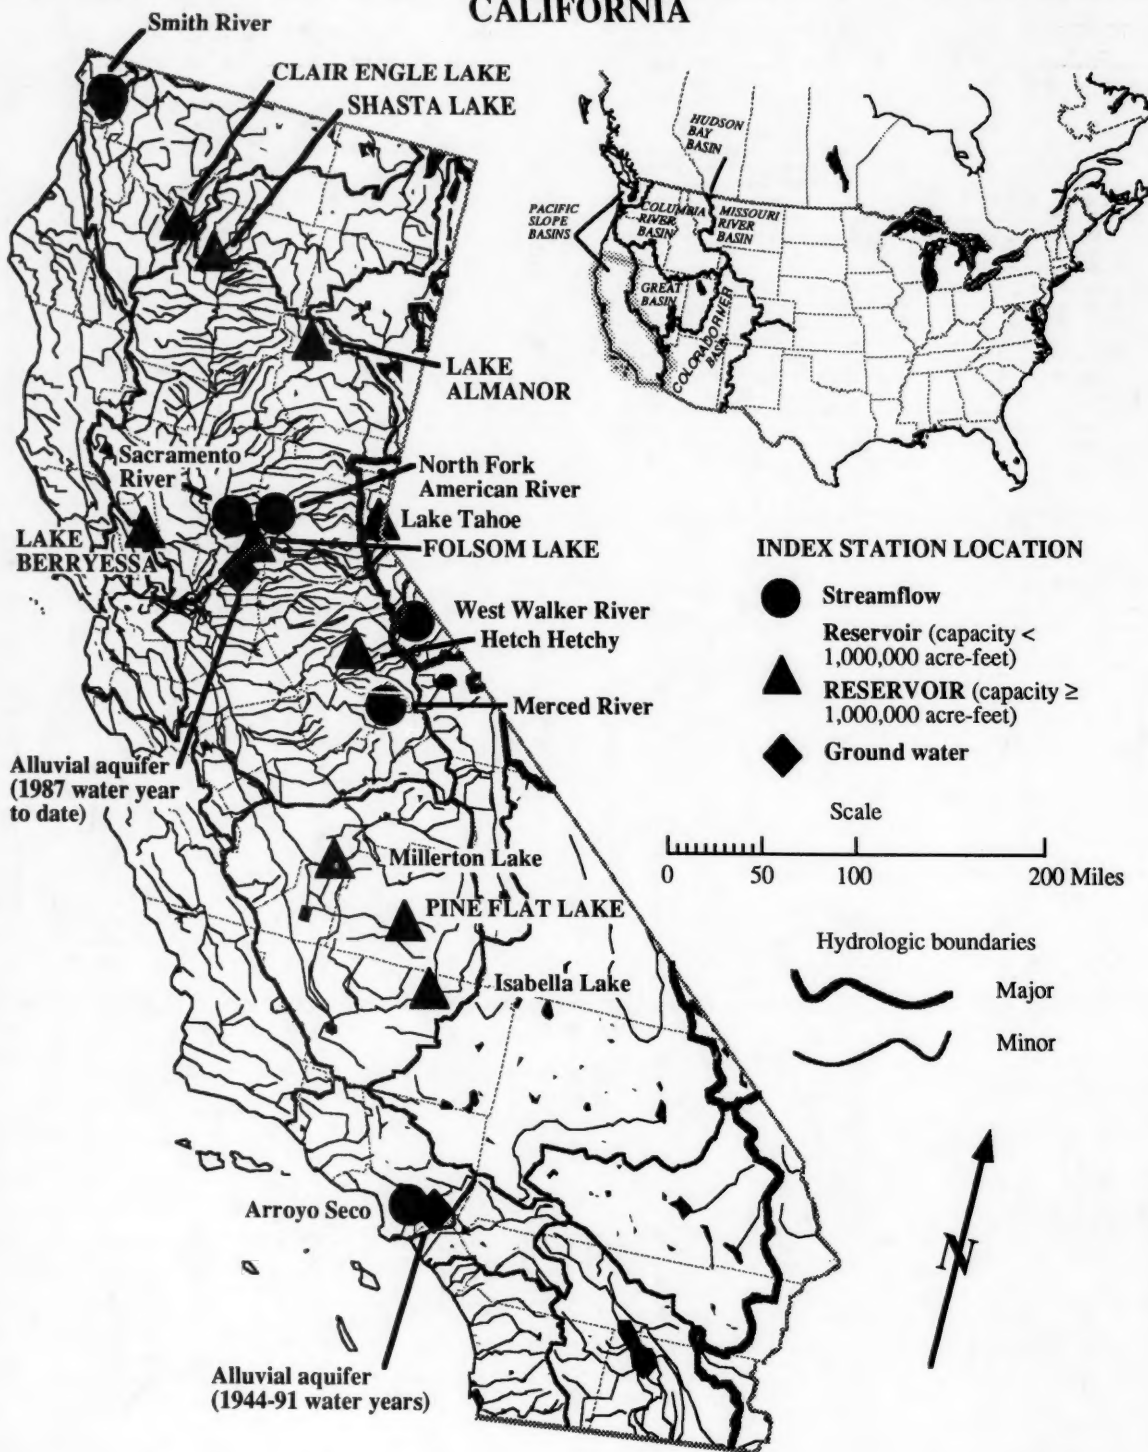 CALIFORNIA
Smith River
CLAIR ENGLE LAKE
SHASTA LAKE
HUDSON
BAY
BASIN
PACIFIC
SLOPE
BASINS
COLUMBIA
RIVER
BASIN
MISSOURI
RIVER
BASIN
GREAT
BASIN
COLORADORNER
BASIN
LAKE
ALMANOR
Sacramento
River
North Fork
American River
Lake Tahoe
LAKE
BERRYESSA
FOLSOM LAKE
West Walker River
Hetch Hetchy
Merced River
Alluvial aquifer
(1987 water year
to date)
Millerton Lake
PINE FLAT LAKE
Isabella Lake
Arroyo Seco
Alluvial aquifer
(1944-91 water years)
INDEX STATION LOCATION
Streamflow
Reservoir (capacity <
1,000,000 acre-feet)
RESERVOIR (capacity ≥
1,000,000 acre-feet)
Ground water
Scale
0 50 100 200 Miles
Hydrologic boundaries
Major
Minor
N